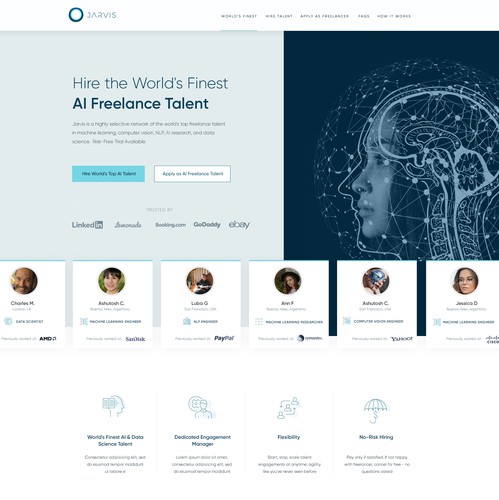 JARVIS
WORLD'S FINEST HIRE TALENT APPLY AS FREELANCER FAQS HOW IT WORKS
Hire the World's Finest
AI Freelance Talent
Jarvis is a highly selective network of the world's top freelance talent
in machine learning, computer vision, NLP, AI research, and data
science. Risk-Free Trial Available.
Hire World's Top AI Talent
Apply as AI Freelance Talent
TRUSTED BY
LinkedIn Lemonade Booking.com GoDaddy ebay
Charles M.
London, UK
DATA SCIENTIST
Previously worked at: AMD
Ashutosh C.
Buenos Aires, Argentina
MACHINE LEARNING ENGINEER
Previously worked at: SanDisk
Luba G
San Francisco, USA
NLP ENGINEER
Previously worked at: PayPal
Ann F
Buenos Aires, Argentina
MACHINE LEARNING RESEARCHER
Previously worked at: Symantec.
Ashutosh C.
San Francisco, USA
COMPUTER VISION ENGINEER
Previously worked at: YAHOO!
Jessica D
Buenos Aires, Argentina
MACHINE LEARNING ENGINEER
Previously worked at: CISCO
World's Finest AI & Data
Science Talent
Consectetur adipiscing elit, sed
do eiusmod tempor incididunt
ut labore e
Dedicated Engagement
Manager
Lorem ipsum dolor sit amet,
consectetur adipiscing elit, sed
do eiusmod tempor incididunt
Flexibility
Start, stop, scale talent
engagements at anytime; agility
like you've never seen before
No-Risk Hiring
Pay only if satisfied. If not happy
with freelancer, cancel for free - no
questions asked